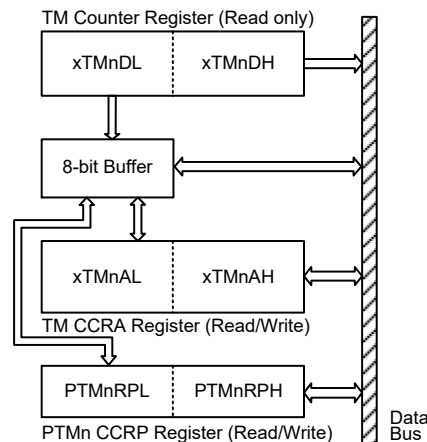 TM Counter Register (Read only)
xTMnDL xTMnDH
8-bit Buffer
xTMnAL xTMnAH
TM CCRA Register (Read/Write)
PTMnRPL PTMnRPH
PTMn CCRP Register (Read/Write)
Data
Bus